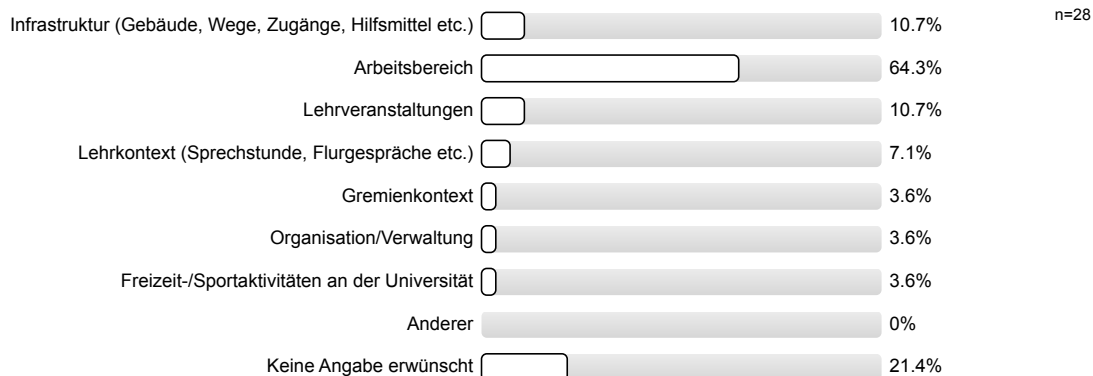 Infrastruktur (Gebäude, Wege, Zugänge, Hilfsmittel etc.) 10.7% n=28
Arbeitsbereich 64.3%
Lehrveranstaltungen 10.7%
Lehrkontext (Sprechstunde, Flurgespräche etc.) 7.1%
Gremienkontext 3.6%
Organisation/Verwaltung 3.6%
Freizeit-/Sportaktivitäten an der Universität 3.6%
Anderer 0%
Keine Angabe erwünscht 21.4%